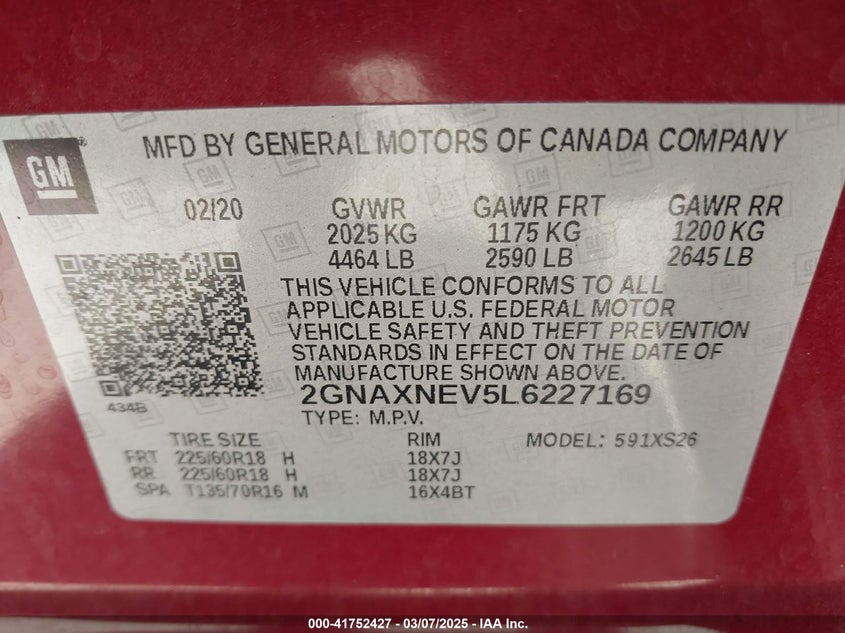 GM
MFD BY GENERAL MOTORS OF CANADA COMPANY
02/20 GVWR GAWR FRT GAWR RR
2025 KG 1175 KG 1200 KG
4464 LB 2590 LB 2645 LB
THIS VEHICLE CONFORMS TO ALL
APPLICABLE U.S. FEDERAL MOTOR
VEHICLE SAFETY AND THEFT PREVENTION
STANDARDS IN EFFECT ON THE DATE OF
MANUFACTURE SHOWN ABOVE.
434B 2GNAXNEV5L6227169
TYPE: M.P.V.
TIRE SIZE RIM MODEL: 591XS26
FRT 225/60R18 H 18X7J
RR 225/60R18 H 18X7J
SPA T135/70R16 M 16X4BT
000-41752427 - 03/07/2025 - IAA Inc.